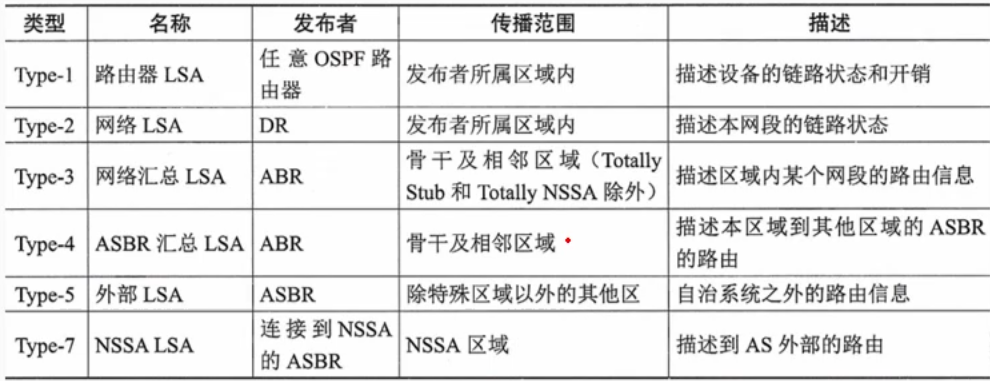 类型 名称 发布者 传播范围 描述
Type-1 路由器 LSA 任意 OSPF 路由器 发布者所属区域内 描述设备的链路状态和开销
Type-2 网络 LSA DR 发布者所属区域内 描述本网段的链路状态
Type-3 网络汇总 LSA ABR 骨干及相邻区域（Totally Stub 和 Totally NSSA 除外） 描述区域内某个网段的路由信息
Type-4 ASBR 汇总 LSA ABR 骨干及相邻区域 描述本区域到其他区域的 ASBR 的路由
Type-5 外部 LSA ASBR 除特殊区域以外的其他区 自治系统之外的路由信息
Type-7 NSSA LSA 连接到 NSSA 的 ASBR NSSA 区域 描述到 AS 外部的路由